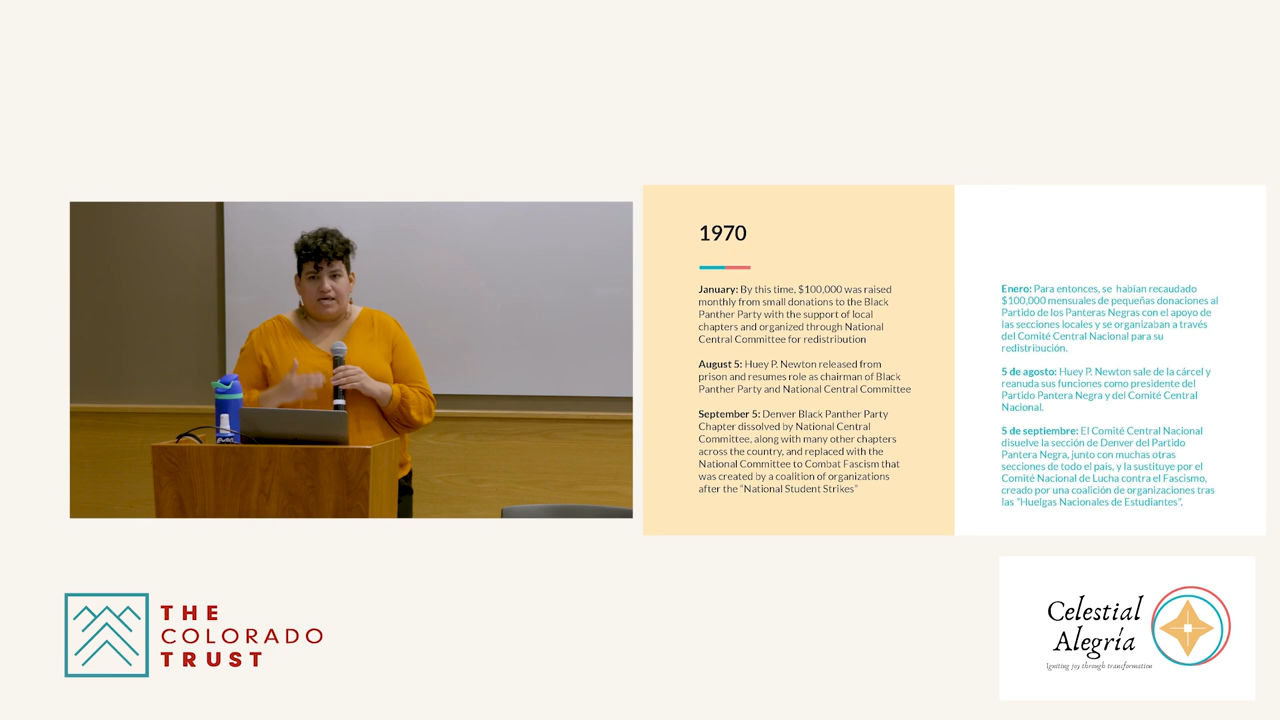 1970
January: By this time, $100,000 was raised
monthly from small donations to the Black
Panther Party with the support of local
chapters and organized through National
Central Committee for redistribution
August 5: Huey P. Newton released from
prison and resumes role as chairman of Black
Panther Party and National Central Committee
September 5: Denver Black Panther Party
Chapter dissolved by National Central
Committee, along with many other chapters
across the country, and replaced with the
National Committee to Combat Fascism that
was created by a coalition of organizations
after the "National Student Strikes"
Enero: Para entonces, se habían recaudado
$100,000 mensuales de pequeñas donaciones al
Partido de los Panteras Negras con el apoyo de
las secciones locales y se organizaban a través
del Comité Central Nacional para su
redistribución.
5 de agosto: Huey P. Newton sale de la cárcel y
reanuda sus funciones como presidente del
Partido Pantera Negra y del Comité Central
Nacional.
5 de septiembre: El Comité Central Nacional
disuelve la sección de Denver del Partido
Pantera Negra, junto con muchas otras
secciones de todo el país, y la sustituye por el
Comité Nacional de Lucha contra el Fascismo,
creado por una coalición de organizaciones tras
las "Huelgas Nacionales de Estudiantes".
THE
COLORADO
TRUST
Celestial
Alegría
Igniting joy through transformation